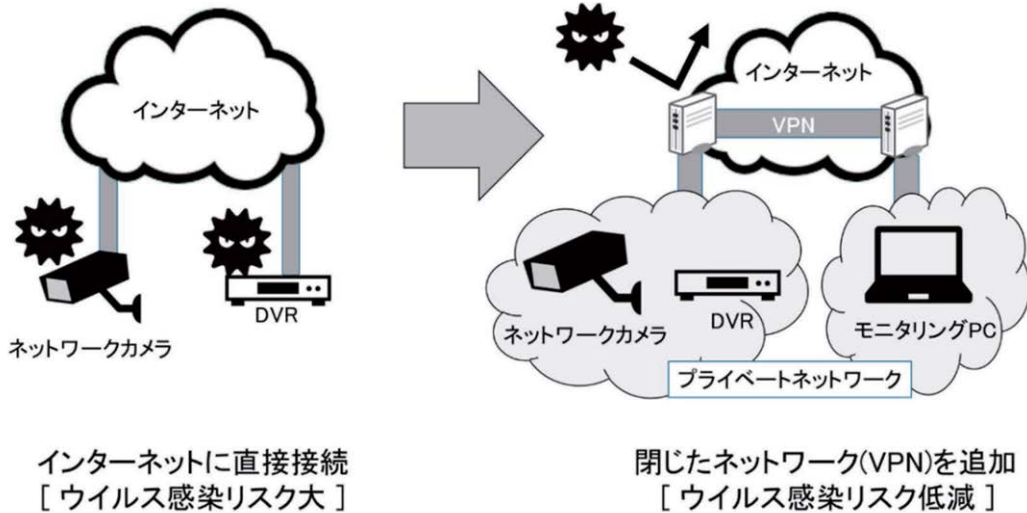 インターネット
DVR
ネットワークカメラ
インターネットに直接接続
[ ウイルス感染リスク大 ]
インターネット
VPN
ネットワークカメラ
DVR
モニタリングPC
プライベートネットワーク
閉じたネットワーク(VPN)を追加
[ ウイルス感染リスク低減 ]